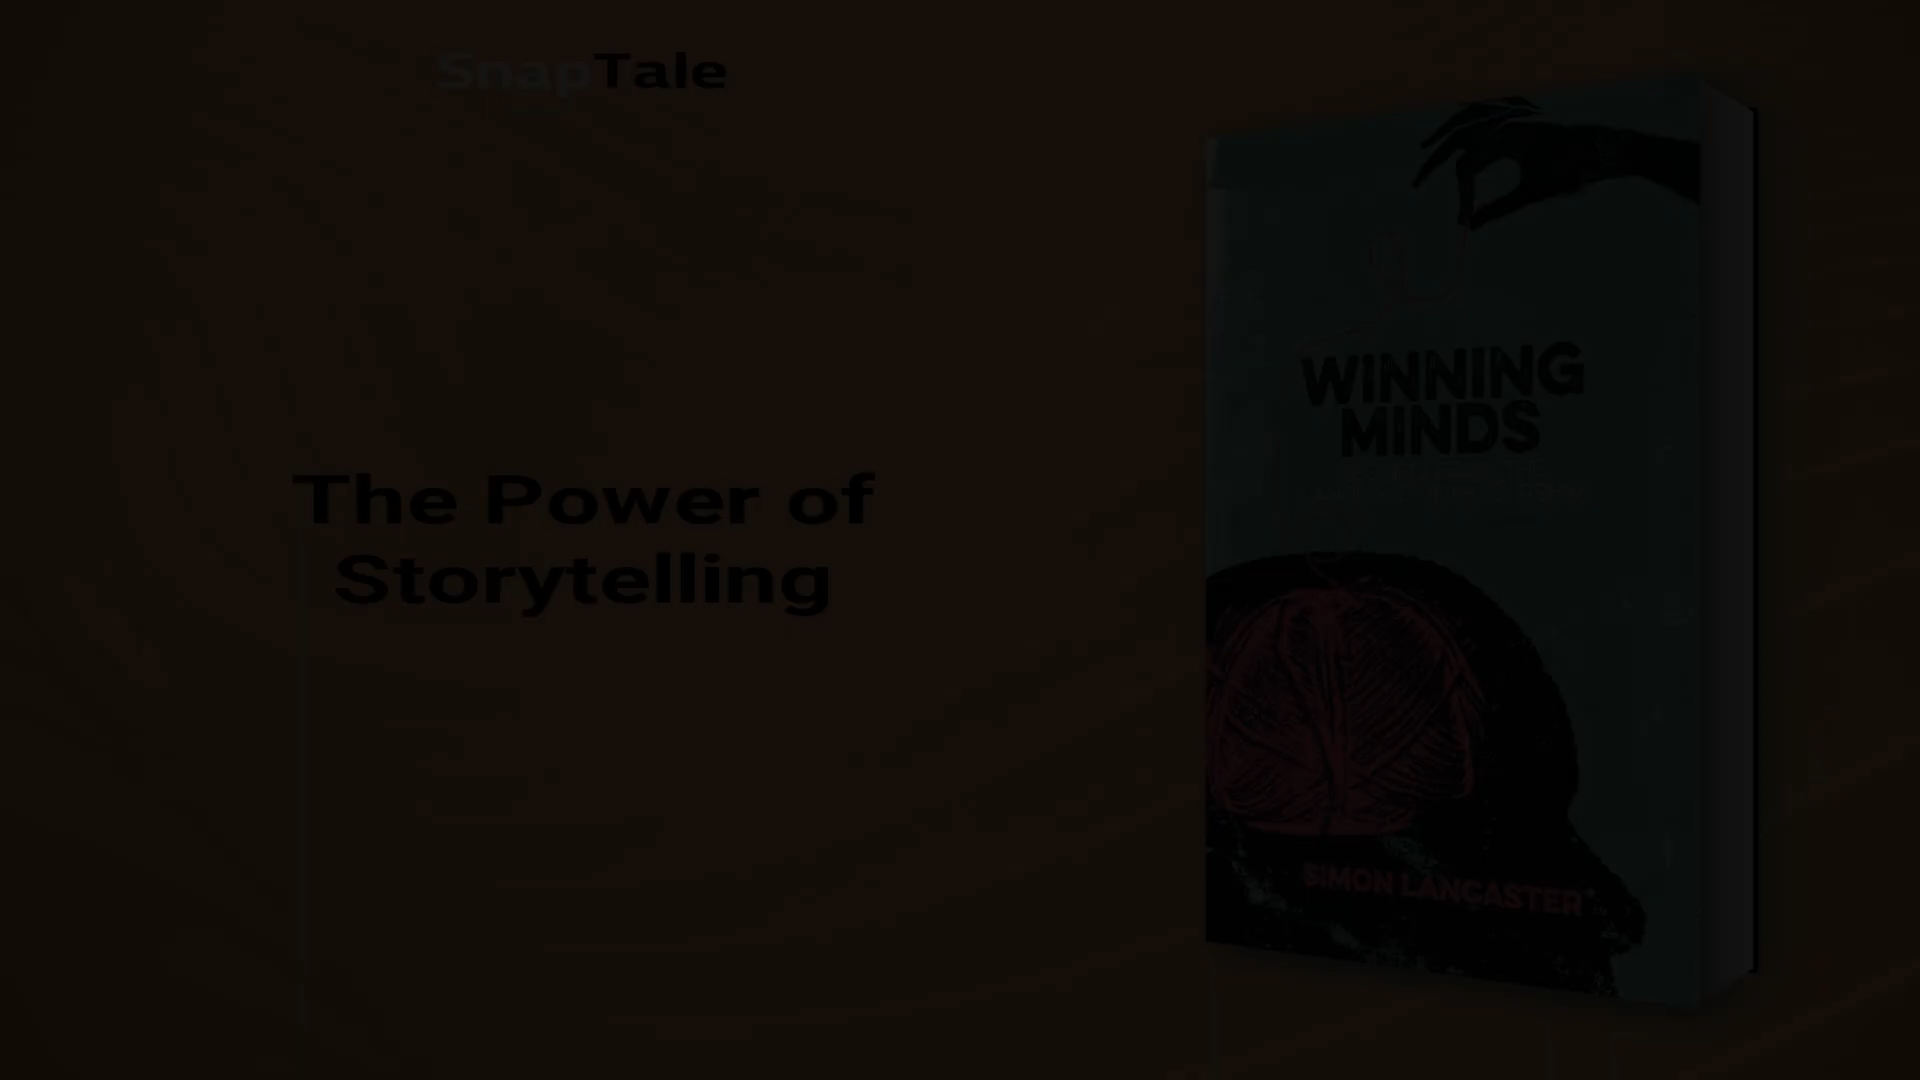 SnapTale
The Power of
Storytelling
WINNING
MINDS
SIMON LANCASTER